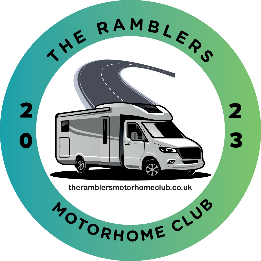 THE RAMBLERS
20
23
theramblersmotorhomeclub.co.uk
MOTORHOME CLUB